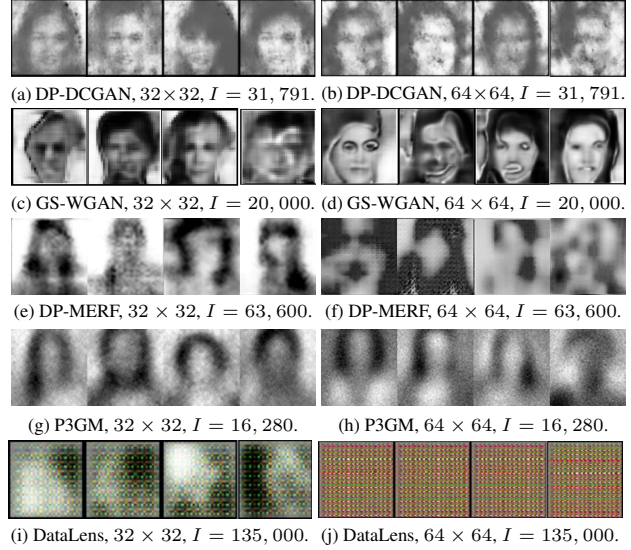 (a) DP-DCGAN, 32×32, I = 31, 791. (b) DP-DCGAN, 64×64, I = 31, 791.
(c) GS-WGAN, 32 × 32, I = 20, 000. (d) GS-WGAN, 64 × 64, I = 20, 000.
(e) DP-MERF, 32 × 32, I = 63, 600. (f) DP-MERF, 64 × 64, I = 63, 600.
(g) P3GM, 32 × 32, I = 16, 280. (h) P3GM, 64 × 64, I = 16, 280.
(i) DataLens, 32 × 32, I = 135, 000. (j) DataLens, 64 × 64, I = 135, 000.